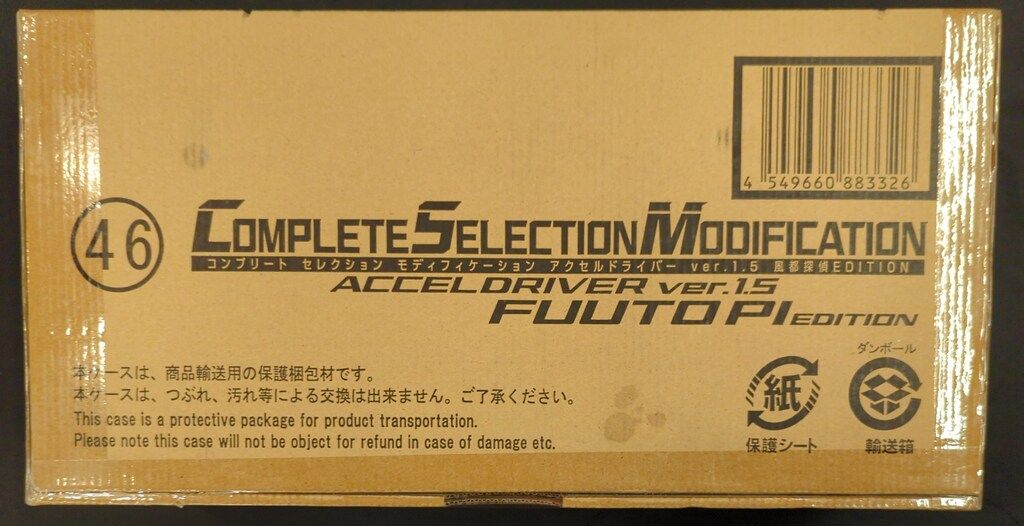 4 549660 883326
46
COMPLETE SELECTION MODIFICATION
コンプリート セレクション モディフィケーション アクセルドライバー ver.1.5 風都探偵EDITION
ACCELDRIVER ver.1.5
FUUTO PI EDITION
本ケースは、商品輸送用の保護梱包材です。
本ケースは、つぶれ、汚れ等による交換は出来ません。ご了承ください。
This case is a protective package for product transportation.
Please note this case will not be object for refund in case of damage etc.
紙
保護シート
ダンボール
輸送箱